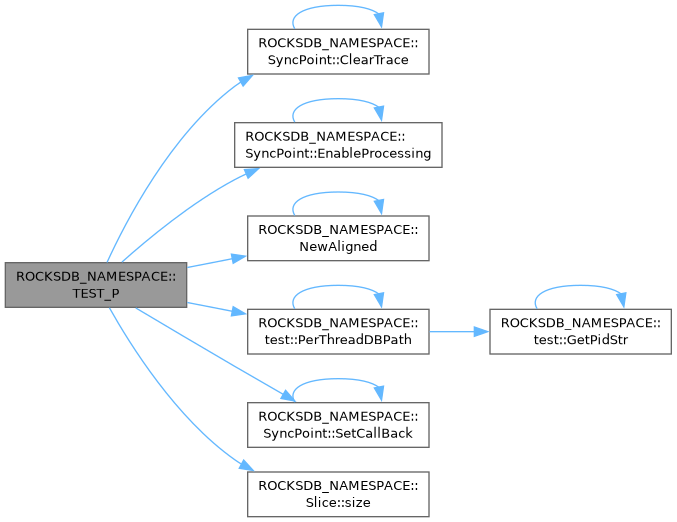 ROCKSDB_NAMESPACE::
SyncPoint::ClearTrace
ROCKSDB_NAMESPACE::
SyncPoint::EnableProcessing
ROCKSDB_NAMESPACE::
NewAligned
ROCKSDB_NAMESPACE::
TEST_P
ROCKSDB_NAMESPACE::
test::PerThreadDBPath
ROCKSDB_NAMESPACE::
test::GetPidStr
ROCKSDB_NAMESPACE::
SyncPoint::SetCallBack
ROCKSDB_NAMESPACE::
Slice::size